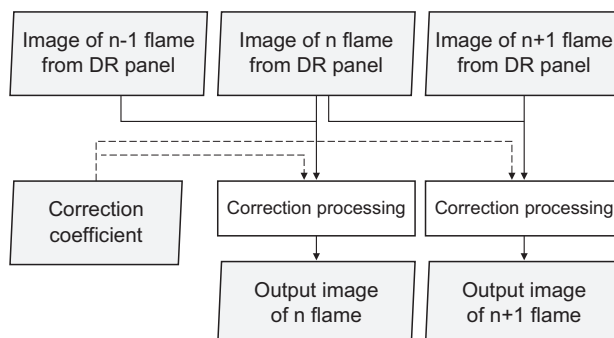 Image of n-1 flame
from DR panel
Image of n flame
from DR panel
Image of n+1 flame
from DR panel
Correction
coefficient
Correction processing
Correction processing
Output image
of n flame
Output image
of n+1 flame